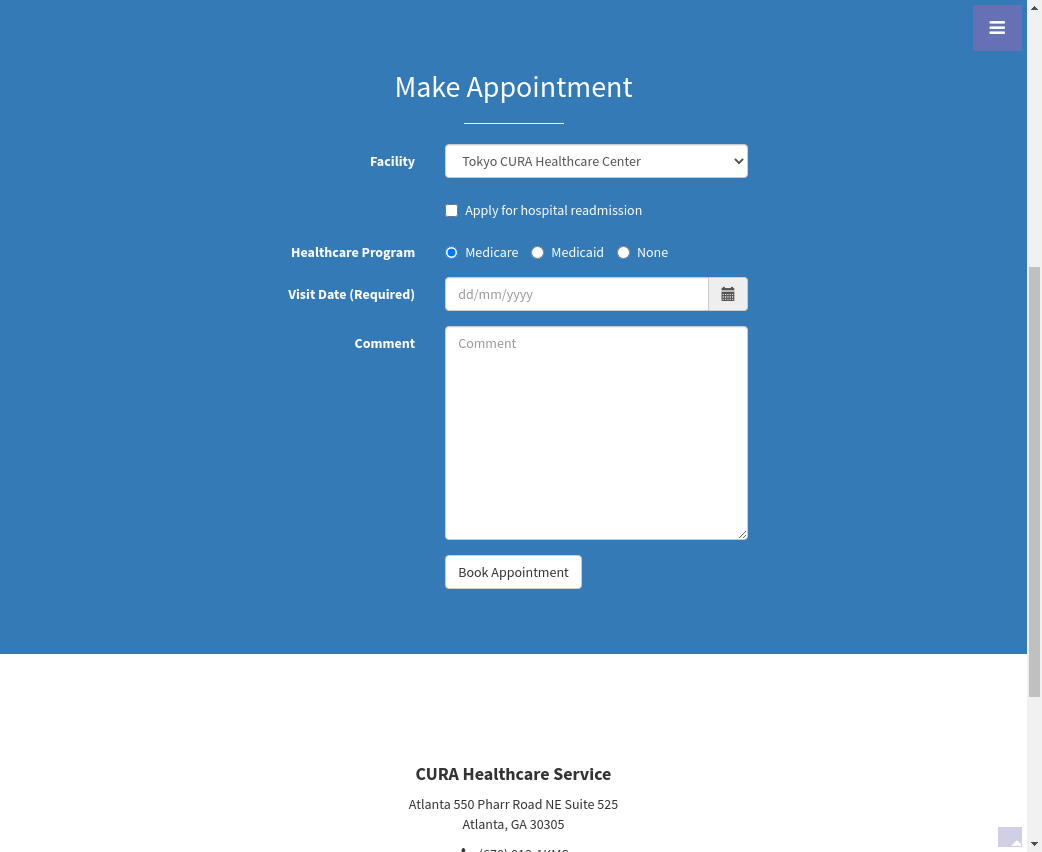 Make Appointment
Facility
Tokyo CURA Healthcare Center
Apply for hospital readmission
Healthcare Program
Medicare Medicaid None
Visit Date (Required)
dd/mm/yyyy
Comment
Comment
Book Appointment
CURA Healthcare Service
Atlanta 550 Pharr Road NE Suite 525
Atlanta, GA 30305